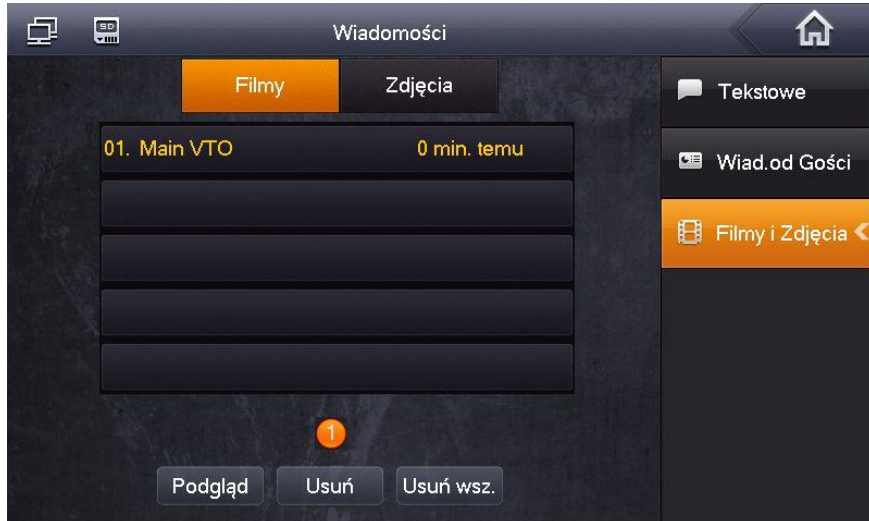 SD
Wiadomości
Filmy
Zdjęcia
01. Main VTO 0 min. temu
1
Podgląd
Usuń
Usuń wsz.
Tekstowe
Wiad.od Gości
Filmy i Zdjęcia